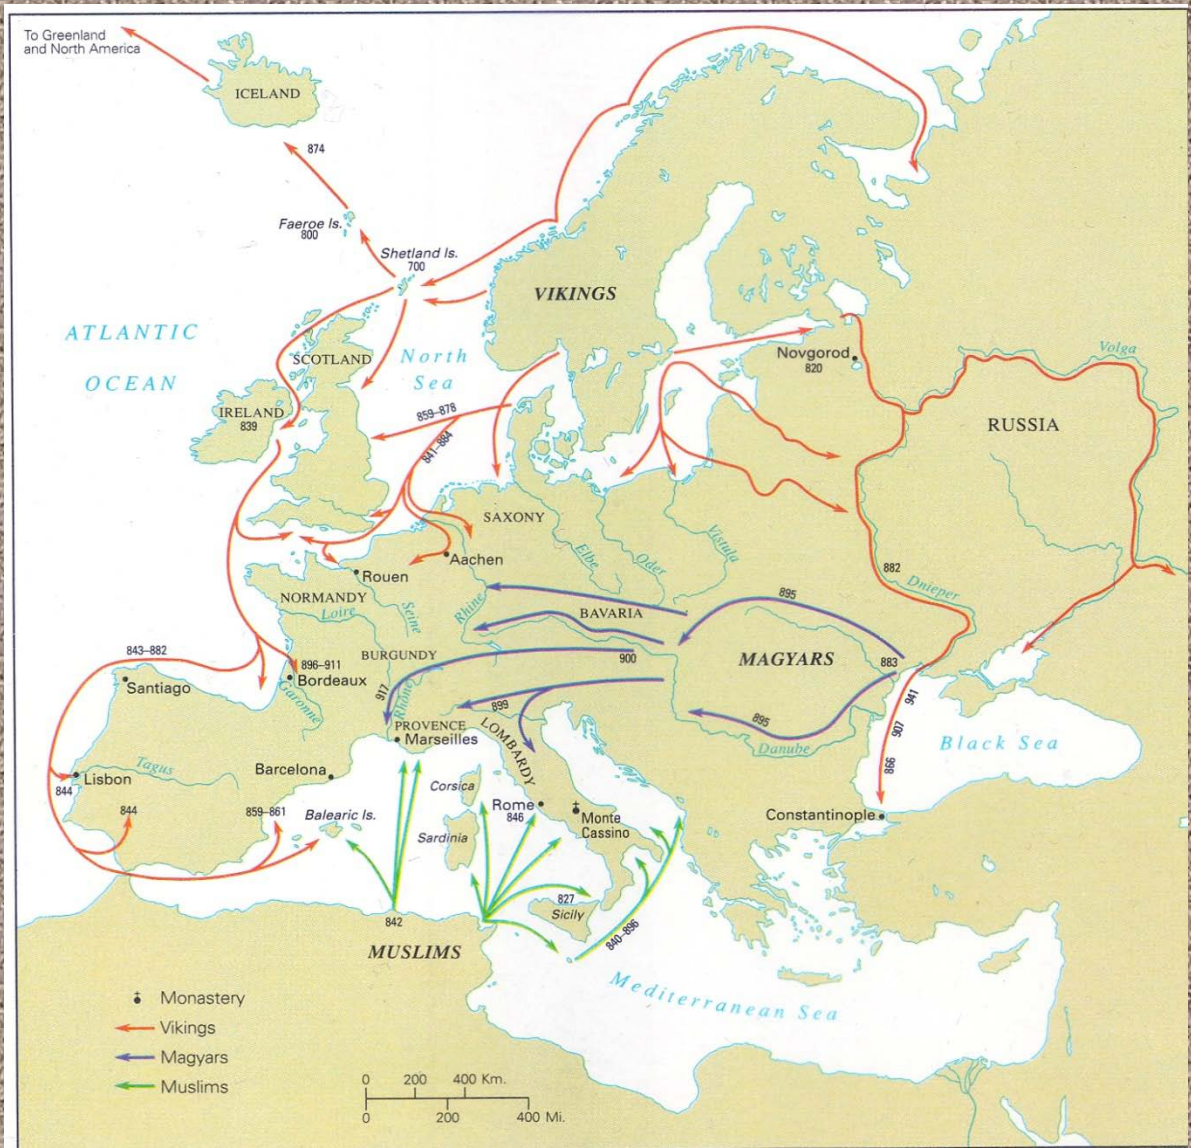 To Greenland
and North America
ICELAND
874
Faeroe Is.
800
Shetland Is.
700
VIKINGS
ATLANTIC
OCEAN
North
Sea
SCOTLAND
IRELAND
839
859–878
841–884
Novgorod
820
Volga
RUSSIA
SAXONY
Elbe
Oder
Vistula
Aachen
Rouen
NORMANDY
Loire
Seine
Rhine
BAVARIA
895
882
Dnieper
BURGUNDY
900
MAGYARS
883
843–882
896–911
Bordeaux
Santiago
Garonne
917
Rhône
899
895
941
907
866
PROVENCE
Marseilles
LOMBARDY
Danube
Black Sea
Lisbon
844
Tagus
Barcelona
844
859–861
Balearic Is.
Corsica
Sardinia
Rome
846
Monte
Cassino
Constantinople
827
Sicily
842
840–896
MUSLIMS
Mediterranean Sea
Monastery
Vikings
Magyars
Muslims
0 200 400 Km.
0 200 400 Mi.